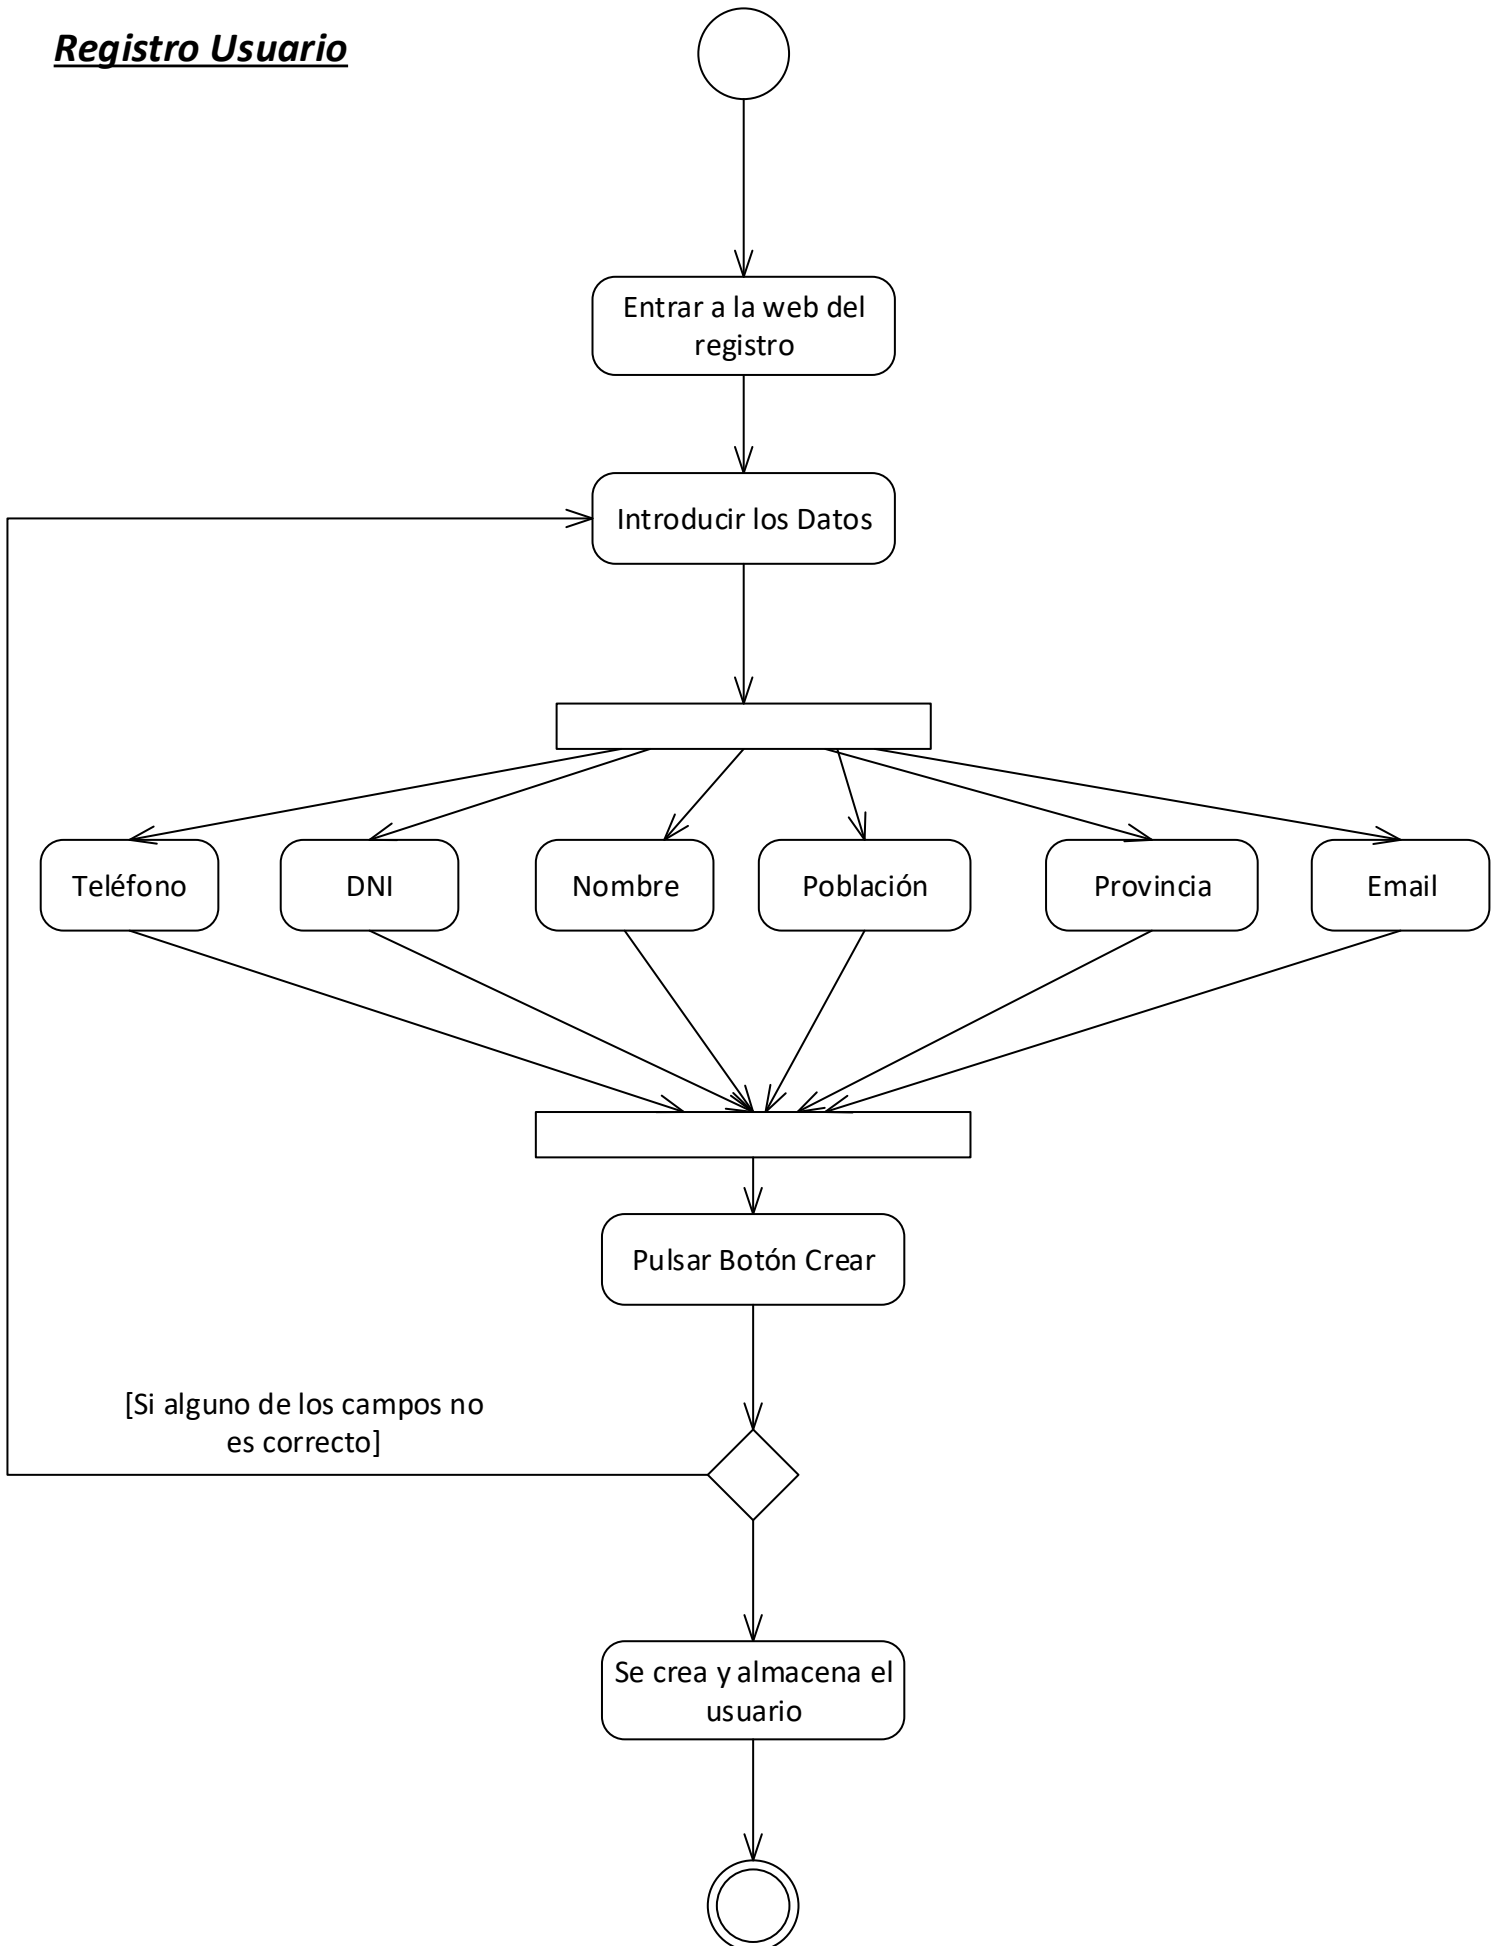 Registro Usuario
Entrar a la web del
registro
Introducir los Datos
Teléfono
DNI
Nombre
Población
Provincia
Email
Pulsar Botón Crear
[Si alguno de los campos no
es correcto]
Se crea y almacena el
usuario